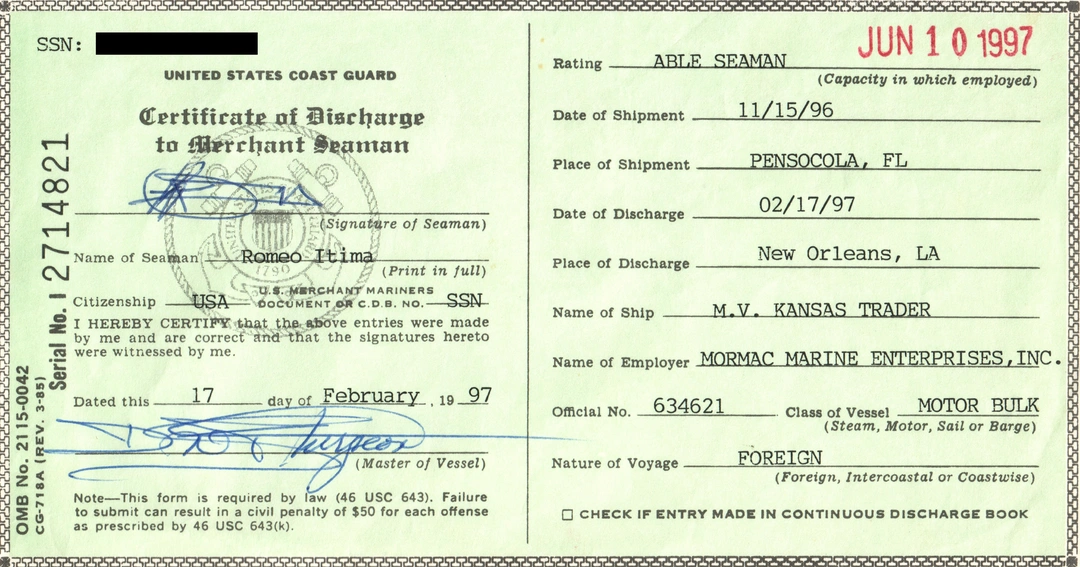 SSN:
UNITED STATES COAST GUARD
Certificate of Discharge
to Merchant Seaman
(Signature of Seaman)
Name of Seaman Romeo Itima
(Print in full)
Citizenship USA U.S. MERCHANT MARINERS DOCUMENT OR C.D.B. NO. SSN
I HEREBY CERTIFY that the above entries were made
by me and are correct and that the signatures hereto
were witnessed by me.
Dated this 17 day of February, 19 97
(Master of Vessel)
Note—This form is required by law (46 USC 643). Failure
to submit can result in a civil penalty of $50 for each offense
as prescribed by 46 USC 643(k).
Serial No. 12714821
OMB No. 2115-0042
CG-718A (REV. 3-85)
1790
JUN 10 1997
Rating ABLE SEAMAN
(Capacity in which employed)
Date of Shipment 11/15/96
Place of Shipment PENSOCOLA, FL
Date of Discharge 02/17/97
Place of Discharge New Orleans, LA
Name of Ship M.V. KANSAS TRADER
Name of Employer MORMAC MARINE ENTERPRISES,INC.
Official No. 634621 Class of Vessel MOTOR BULK
(Steam, Motor, Sail or Barge)
Nature of Voyage FOREIGN
(Foreign, Intercoastal or Coastwise)
☐ CHECK IF ENTRY MADE IN CONTINUOUS DISCHARGE BOOK